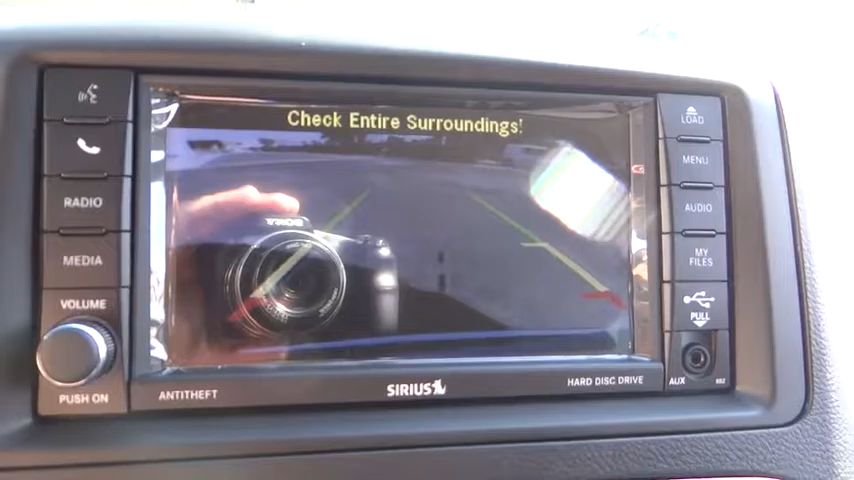 Check Entire Surroundings!
RADIO
MEDIA
VOLUME
PUSH ON
LOAD
MENU
AUDIO
MY
FILES
PULL
AUX
ANTITHEFT
SIRIUS
HARD DISC DRIVE
SONY